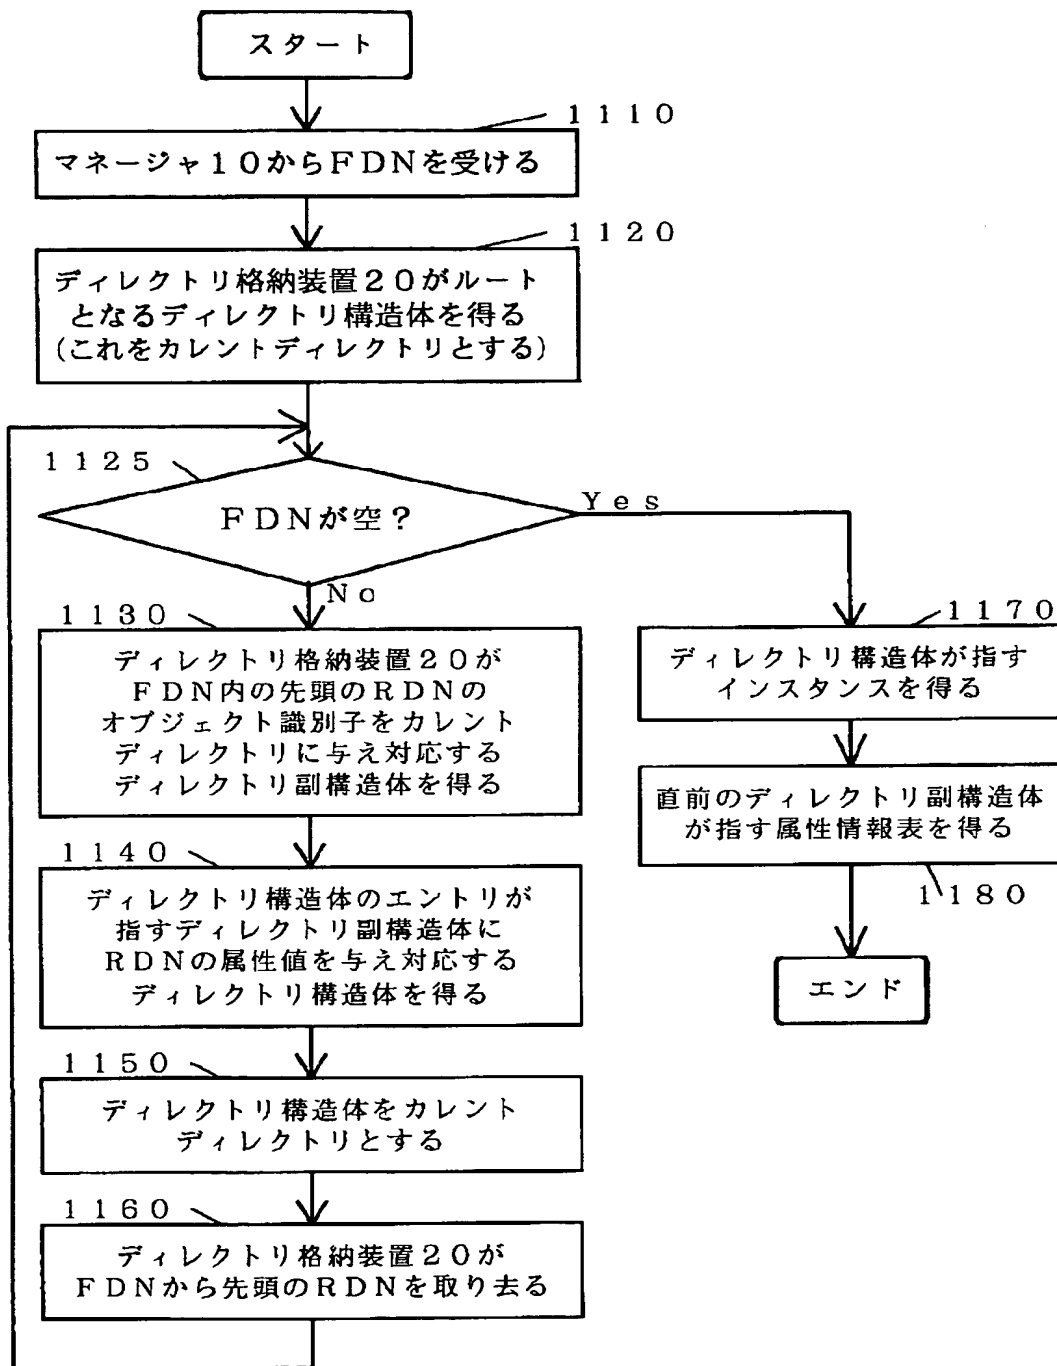 スタート
1110
マネージャ10からFDNを受ける
1120
ディレクトリ格納装置20がルート
となるディレクトリ構造体を得る
(これをカレントディレクトリとする)
1125
FDNが空?
Yes
No
1130
ディレクトリ格納装置20が
FDN内の先頭のRDNの
オブジェクト識別子をカレント
ディレクトリに与え対応する
ディレクトリ副構造体を得る
1140
ディレクトリ構造体のエントリが
指すディレクトリ副構造体に
RDNの属性値を与え対応する
ディレクトリ構造体を得る
1150
ディレクトリ構造体をカレント
ディレクトリとする
1160
ディレクトリ格納装置20が
FDNから先頭のRDNを取り去る
1170
ディレクトリ構造体が指す
インスタンスを得る
直前のディレクトリ副構造体
が指す属性情報表を得る
1180
エンド